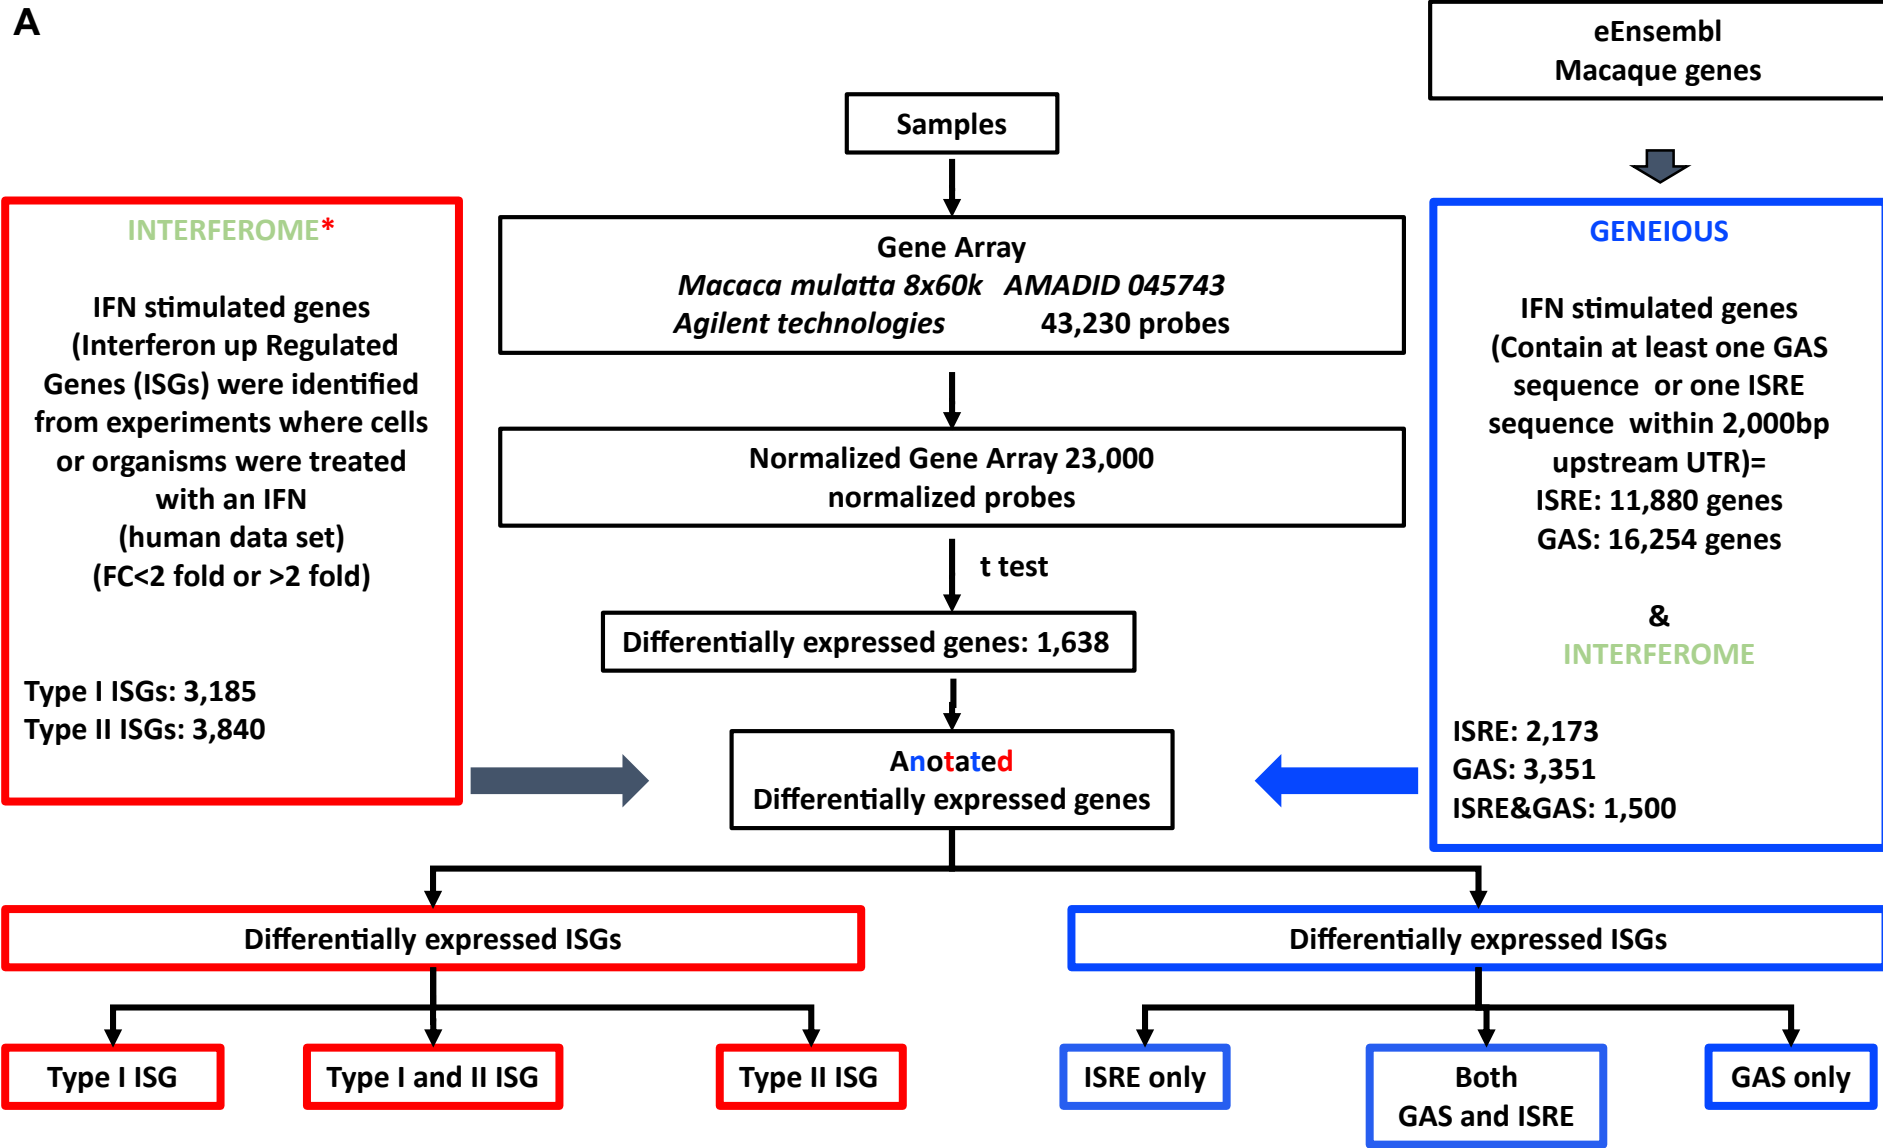 A
eEnsembl
Macaque genes
Samples
INTERFEROME*
IFN stimulated genes
(Interferon up Regulated
Genes (ISGs) were identified
from experiments where cells
or organisms were treated
with an IFN
(human data set)
(FC<2 fold or >2 fold)
Type I ISGs: 3,185
Type II ISGs: 3,840
Gene Array
Macaca mulatta 8x60k AMADID 045743
Agilent technologies 43,230 probes
Normalized Gene Array 23,000
normalized probes
t test
Differentially expressed genes: 1,638
Anotated
Differentially expressed genes
GENEIOUS
IFN stimulated genes
(Contain at least one GAS
sequence or one ISRE
sequence within 2,000bp
upstream UTR)=
ISRE: 11,880 genes
GAS: 16,254 genes
&
INTERFEROME
ISRE: 2,173
GAS: 3,351
ISRE&GAS: 1,500
Differentially expressed ISGs
Differentially expressed ISGs
Type I ISG
Type I and II ISG
Type II ISG
ISRE only
Both
GAS and ISRE
GAS only